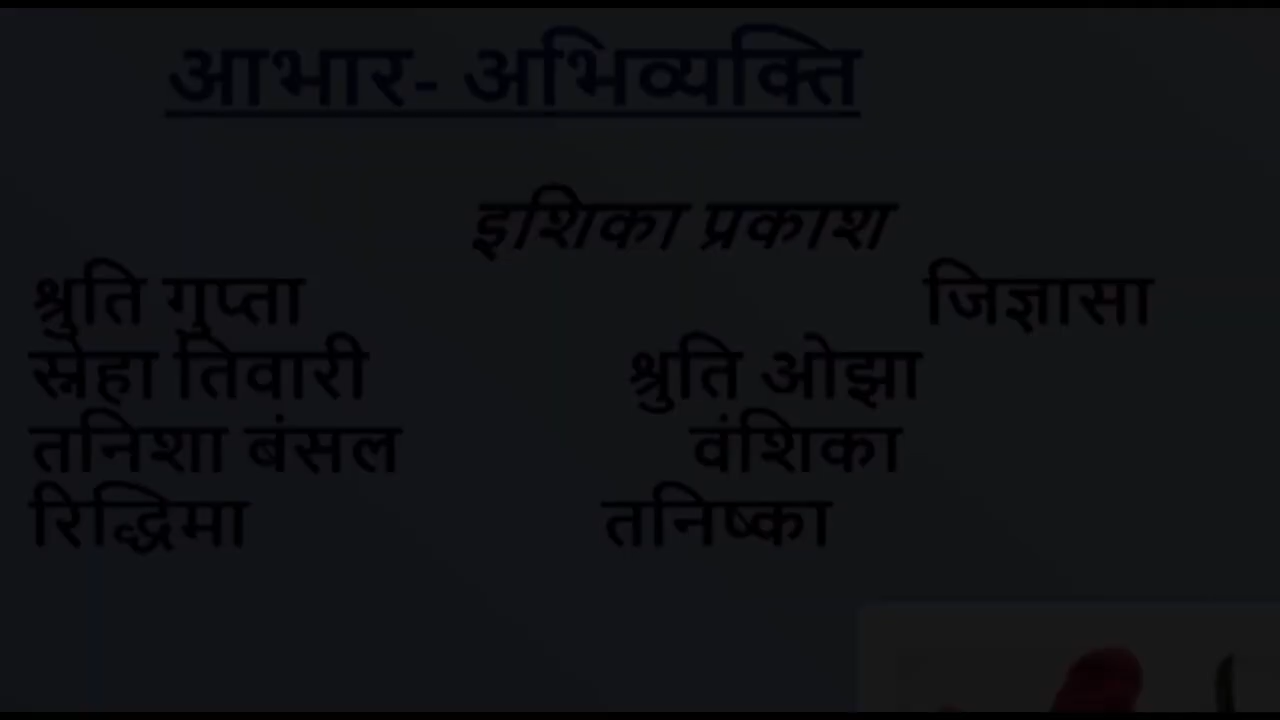 आभार- अभिव्यक्ति
इशिका प्रकाश
श्रुति गुप्ता जिज्ञासा
स्नेहा तिवारी श्रुति ओझा
तनिशा बंसल वंशिका
रिद्धिमा तनिष्का